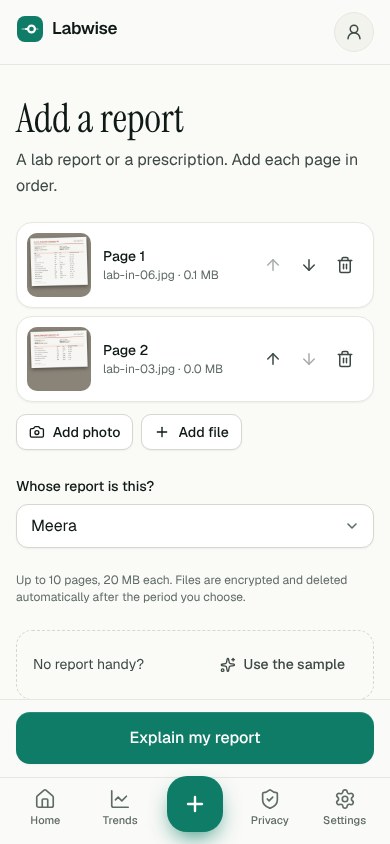 Labwise
Add a report
A lab report or a prescription. Add each page in
order.
Page 1
lab-in-06.jpg · 0.1 MB
Page 2
lab-in-03.jpg · 0.0 MB
Add photo
Add file
Whose report is this?
Meera
Up to 10 pages, 20 MB each. Files are encrypted and deleted
automatically after the period you choose.
No report handy?
Use the sample
Explain my report
Home
Trends
Privacy
Settings